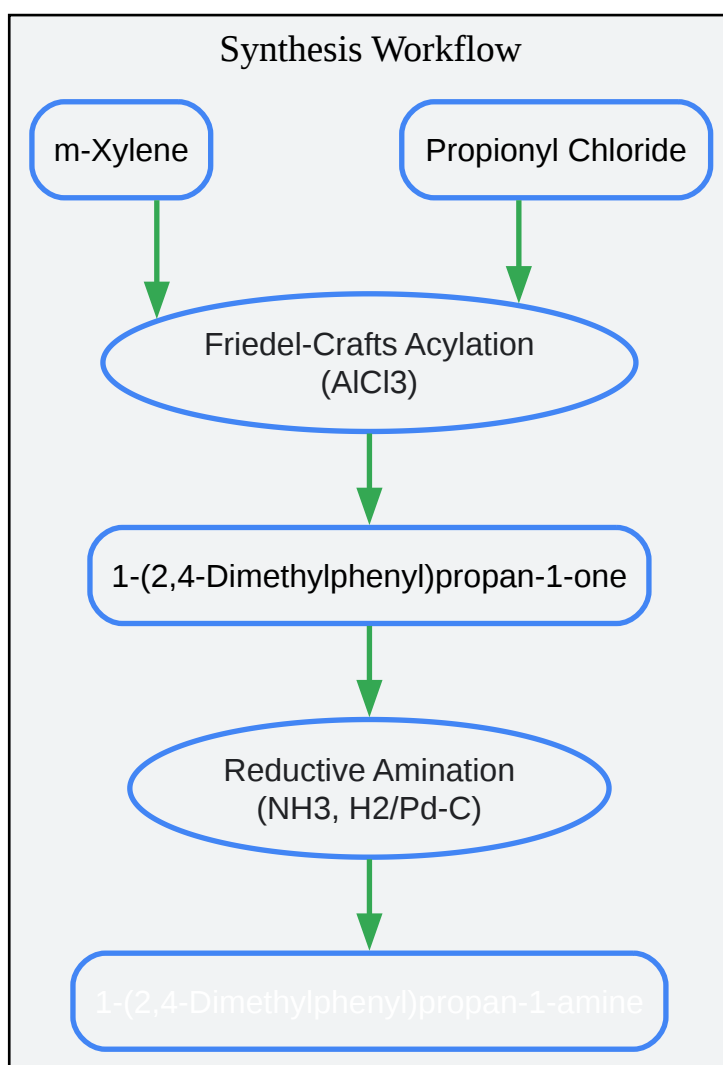 Synthesis Workflow
m-Xylene
Propionyl Chloride
Friedel-Crafts Acylation
(AlCl3)
1-(2,4-Dimethylphenyl)propan-1-one
Reductive Amination
(NH3, H2/Pd-C)
1-(2,4-Dimethylphenyl)propan-1-amine